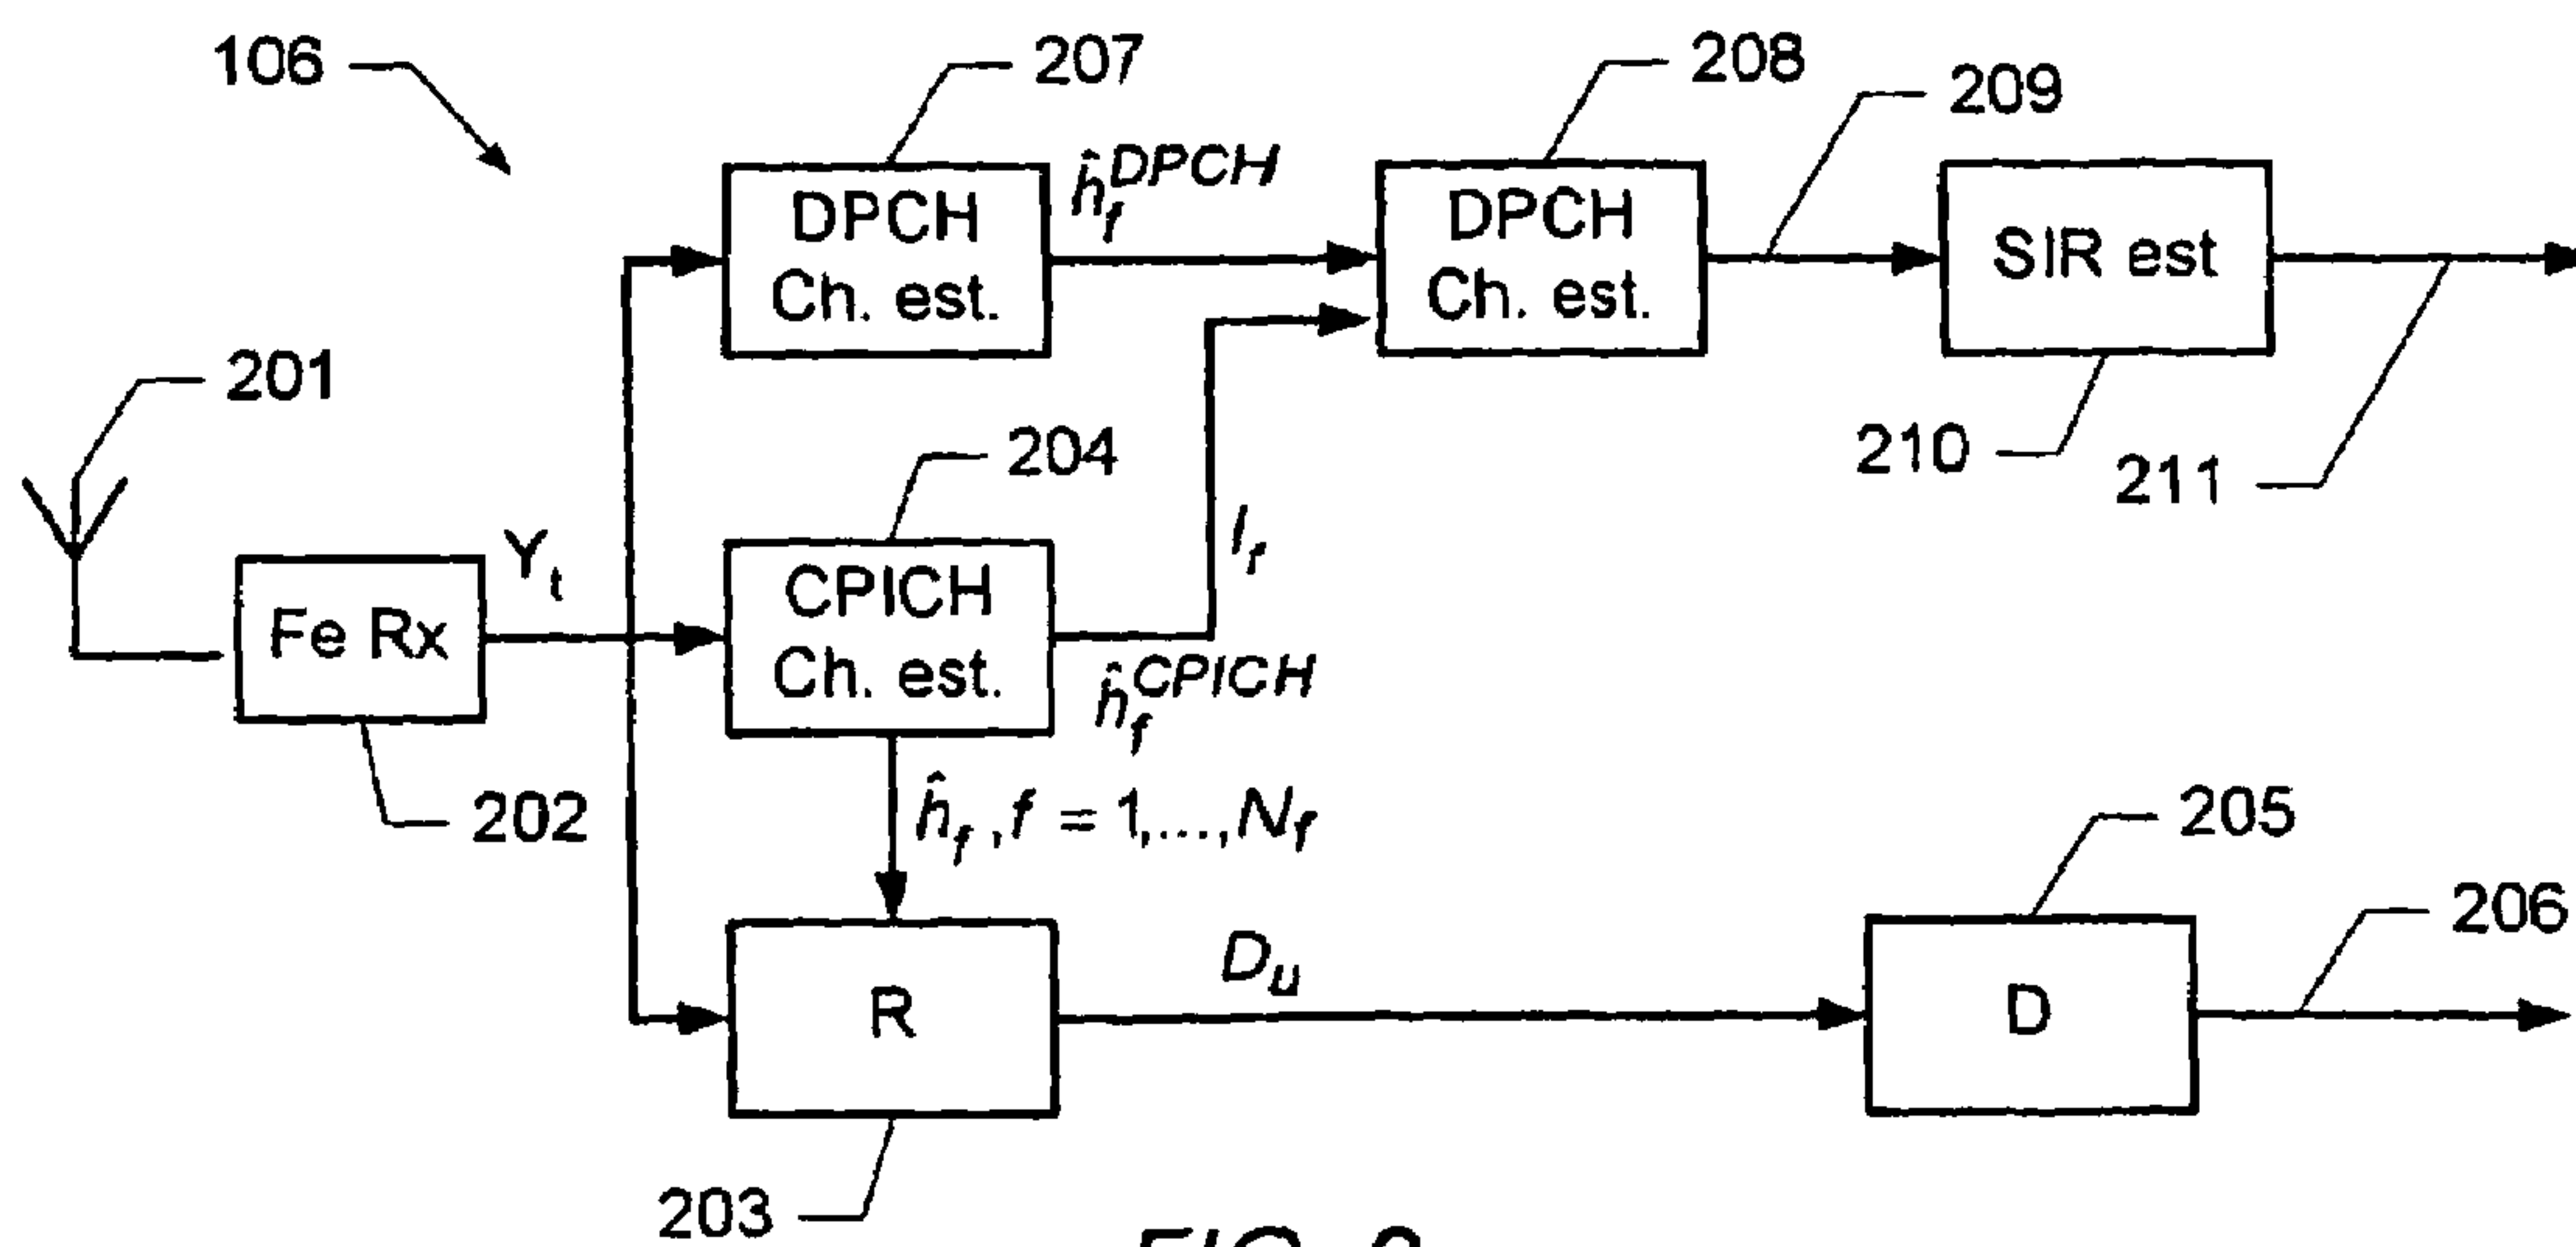 106
207
208
209
DPCH
Ch. est.
ĥ_f^DPCH
DPCH
Ch. est.
SIR est
201
204
210
211
Fe Rx
Y_t
CPICH
Ch. est.
I_f
ĥ_f^CPICH
202
ĥ_f, f = 1,...,N_f
205
206
R
D_u
D
203